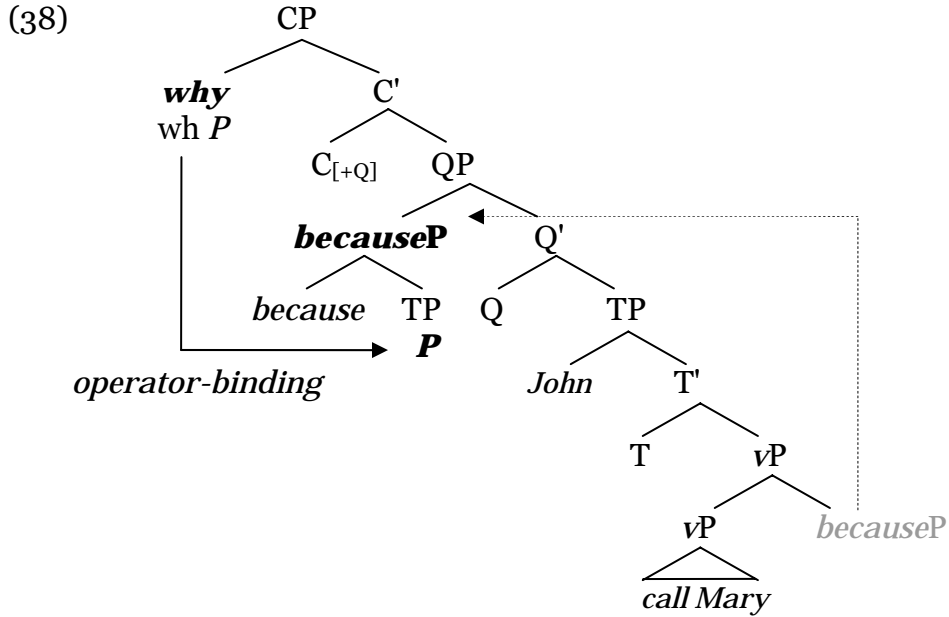 (38)
CP
why C'
wh P
C[+Q] QP
becauseP Q'
because TP Q TP
P
operator-binding John T'
T vP
vP becauseP
call Mary